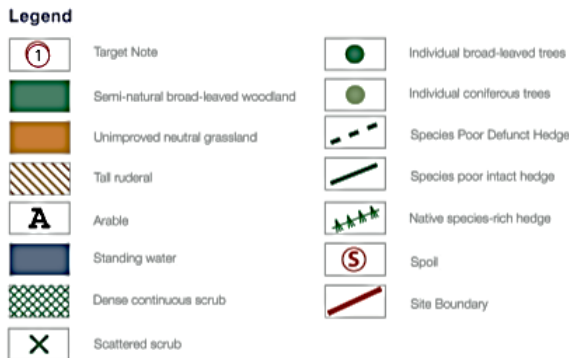 Legend
1
Target Note
Semi-natural broad-leaved woodland
Unimproved neutral grassland
Tall ruderal
A
Arable
Standing water
Dense continuous scrub
Scattered scrub
Individual broad-leaved trees
Individual coniferous trees
Species Poor Defunct Hedge
Species poor intact hedge
Native species-rich hedge
S
Spoil
Site Boundary